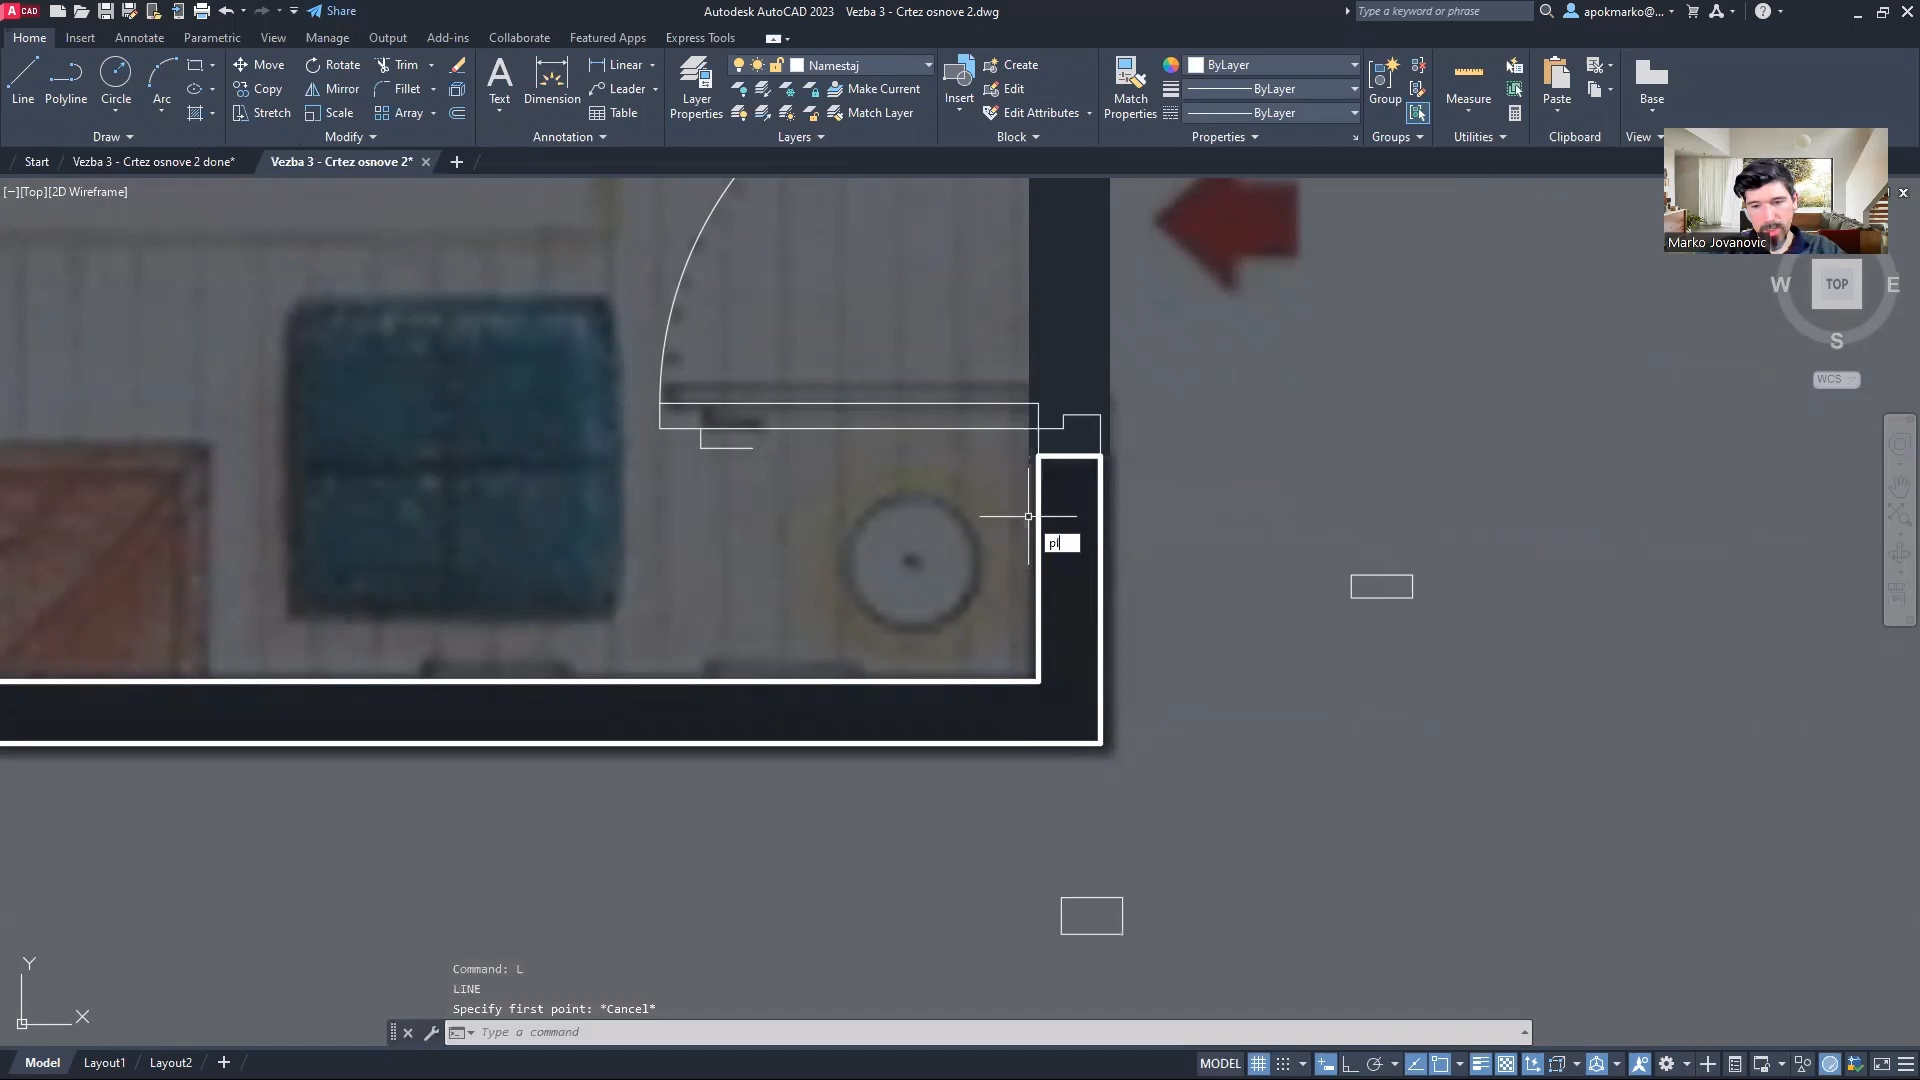 A CAD
Share
Autodesk AutoCAD 2023 Vezba 3 - Crtez osnove 2.dwg
Type a keyword or phrase
apokmarko@...
Home Insert Annotate Parametric View Manage Output Add-ins Collaborate Featured Apps Express Tools
Line
Polyline
Circle
Arc
Draw
Move
Copy
Stretch
Rotate
Mirror
Scale
Trim
Fillet
Array
Modify
Text
Dimension
Linear
Leader
Table
Annotation
Layer
Properties
Namestaj
Make Current
Match Layer
Layers
Insert
Create
Edit
Edit Attributes
Block
Match
Properties
ByLayer
ByLayer
ByLayer
Properties
Group
Groups
Measure
Utilities
Paste
Clipboard
Base
View
Start
Vezba 3 - Crtez osnove 2 done*
Vezba 3 - Crtez osnove 2*
[−][Top][2D Wireframe]
Marko Jovanovic
W
TOP
E
S
WCS
pl
Y
X
Command: L
LINE
Specify first point: *Cancel*
Type a command
Model Layout1 Layout2
MODEL